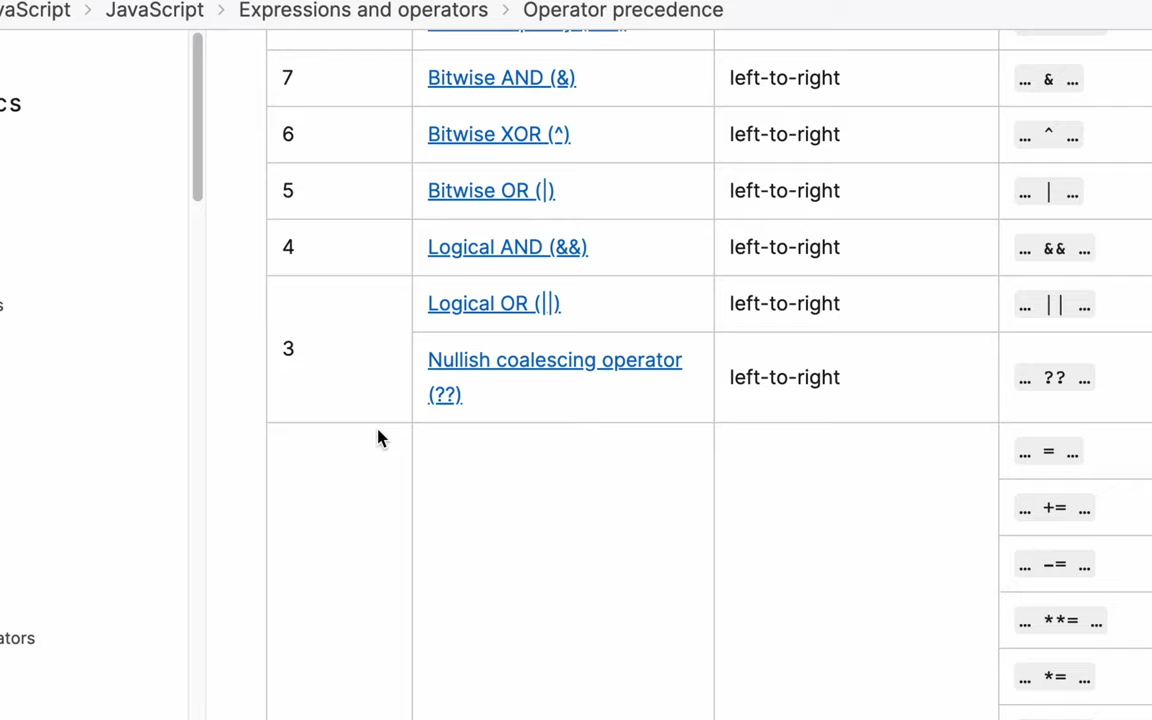 vaScript > JavaScript > Expressions and operators > Operator precedence
cs
s
ators
7 Bitwise AND (&) left-to-right … & …
6 Bitwise XOR (^) left-to-right … ^ …
5 Bitwise OR (|) left-to-right … | …
4 Logical AND (&&) left-to-right … && …
3 Logical OR (||) left-to-right … || …
Nullish coalescing operator
(??) left-to-right … ?? …
… = …
… += …
… -= …
… **= …
… *= …